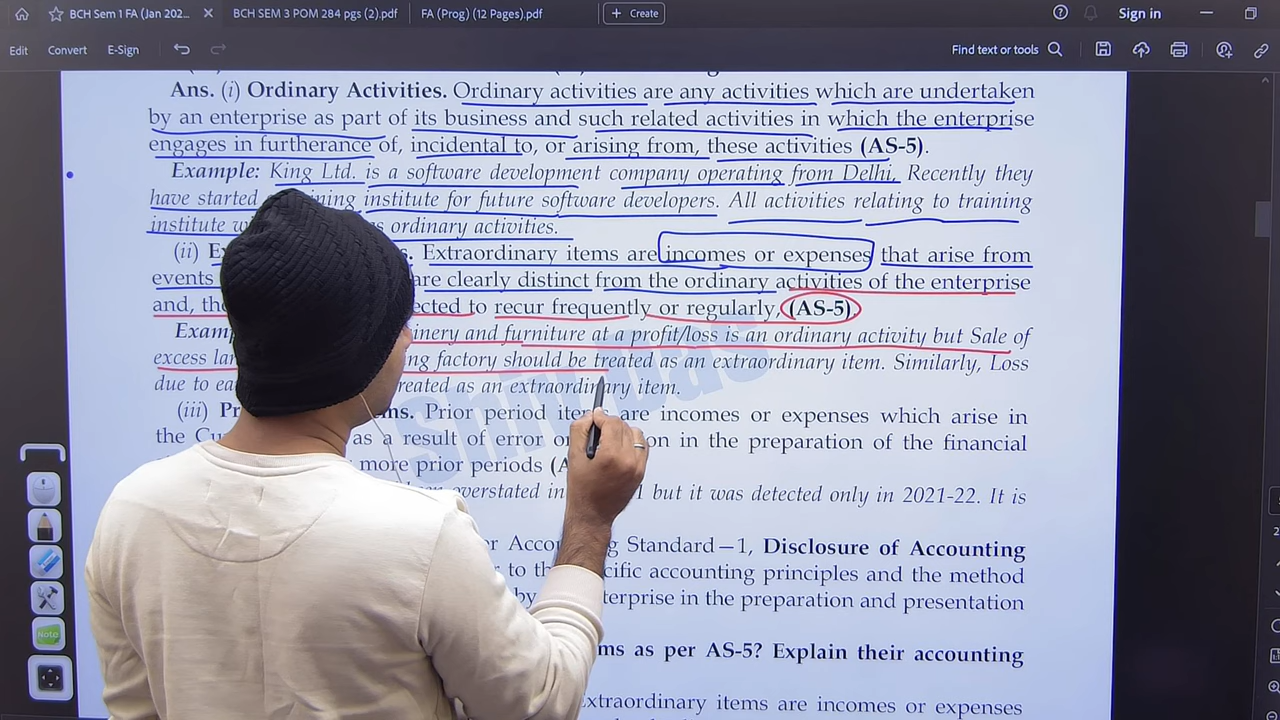 BCH Sem 1 FA (Jan 202... BCH SEM 3 POM 284 pgs (2).pdf FA (Prog) (12 Pages).pdf + Create Sign in
Edit Convert E-Sign Find text or tools
Ans. (i) Ordinary Activities. Ordinary activities are any activities which are undertaken
by an enterprise as part of its business and such related activities in which the enterprise
engages in furtherance of, incidental to, or arising from, these activities (AS-5).
Example: King Ltd. is a software development company operating from Delhi, Recently they
have started institute for future software developers. All activities relating to training
institute ordinary activities.
(ii) Extraordinary items are incomes or expenses that arise from
events are clearly distinct from the ordinary activities of the enterprise
and, to recur frequently or regularly, (AS-5)
and furniture at a profit/loss is an ordinary activity but Sale of
excess factory should be treated as an extraordinary item. Similarly, Loss
due to treated as an extraordinary item.
(iii) Prior period items are incomes or expenses which arise in
the as a result of error in the preparation of the financial
more prior periods
overstated in but it was detected only in 2021-22. It is
Standard—1, Disclosure of Accounting
to accounting principles and the method
by in the preparation and presentation
as per AS-5? Explain their accounting
Extraordinary items are incomes or expenses
Shiv Das
Note